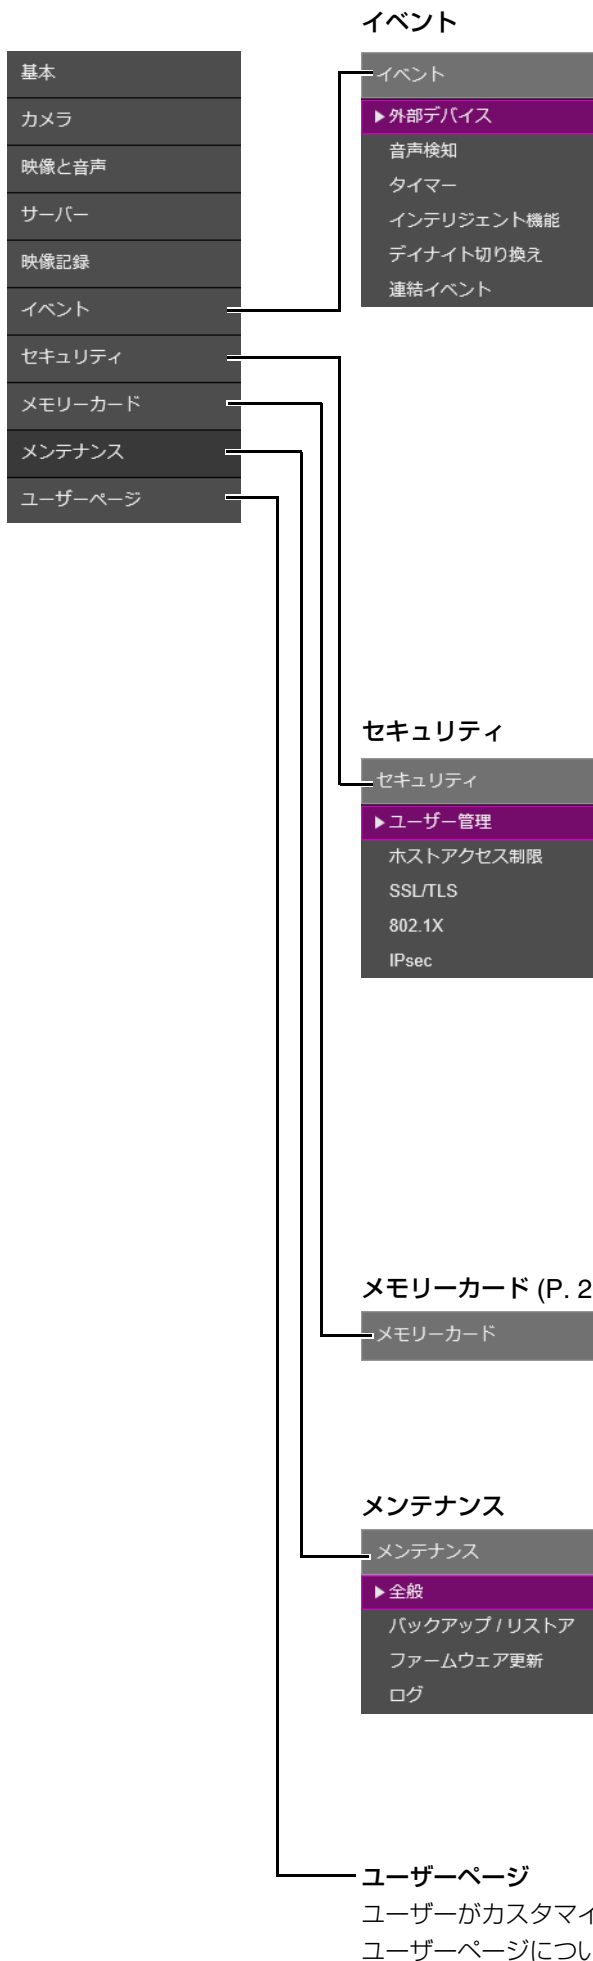 基本
カメラ
映像と音声
サーバー
映像記録
イベント
セキュリティ
メモリーカード
メンテナンス
ユーザーページ
イベント
イベント
▶外部デバイス
音声検知
タイマー
インテリジェント機能
デイナイト切り換え
連結イベント
セキュリティ
セキュリティ
▶ユーザー管理
ホストアクセス制限
SSL/TLS
802.1X
IPsec
メモリーカード (P. 2
メモリーカード
メンテナンス
メンテナンス
▶全般
バックアップ / リストア
ファームウェア更新
ログ
ユーザーページ
ユーザーがカスタマイ
ユーザーページについ